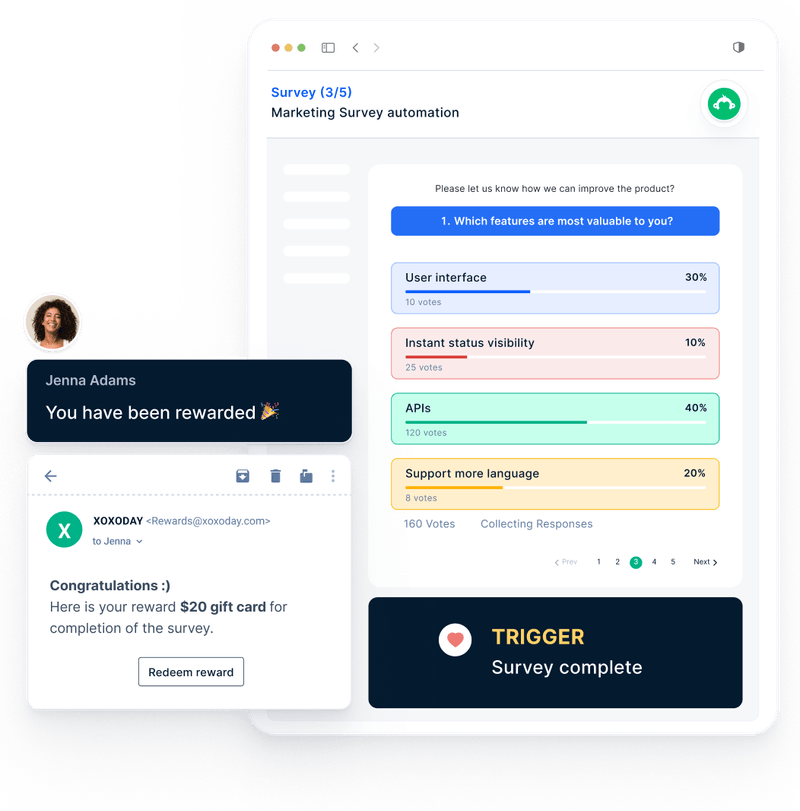 Survey (3/5)
Marketing Survey automation
Please let us know how we can improve the product?
1. Which features are most valuable to you?
User interface 30%
10 votes
Instant status visibility 10%
25 votes
APIs 40%
120 votes
Support more language 20%
8 votes
160 Votes Collecting Responses
Prev 1 2 3 4 5 Next
TRIGGER
Survey complete
Jenna Adams
You have been rewarded 🎉
X
XOXODAY <Rewards@xoxoday.com>
to Jenna
Congratulations :)
Here is your reward $20 gift card for
completion of the survey.
Redeem reward